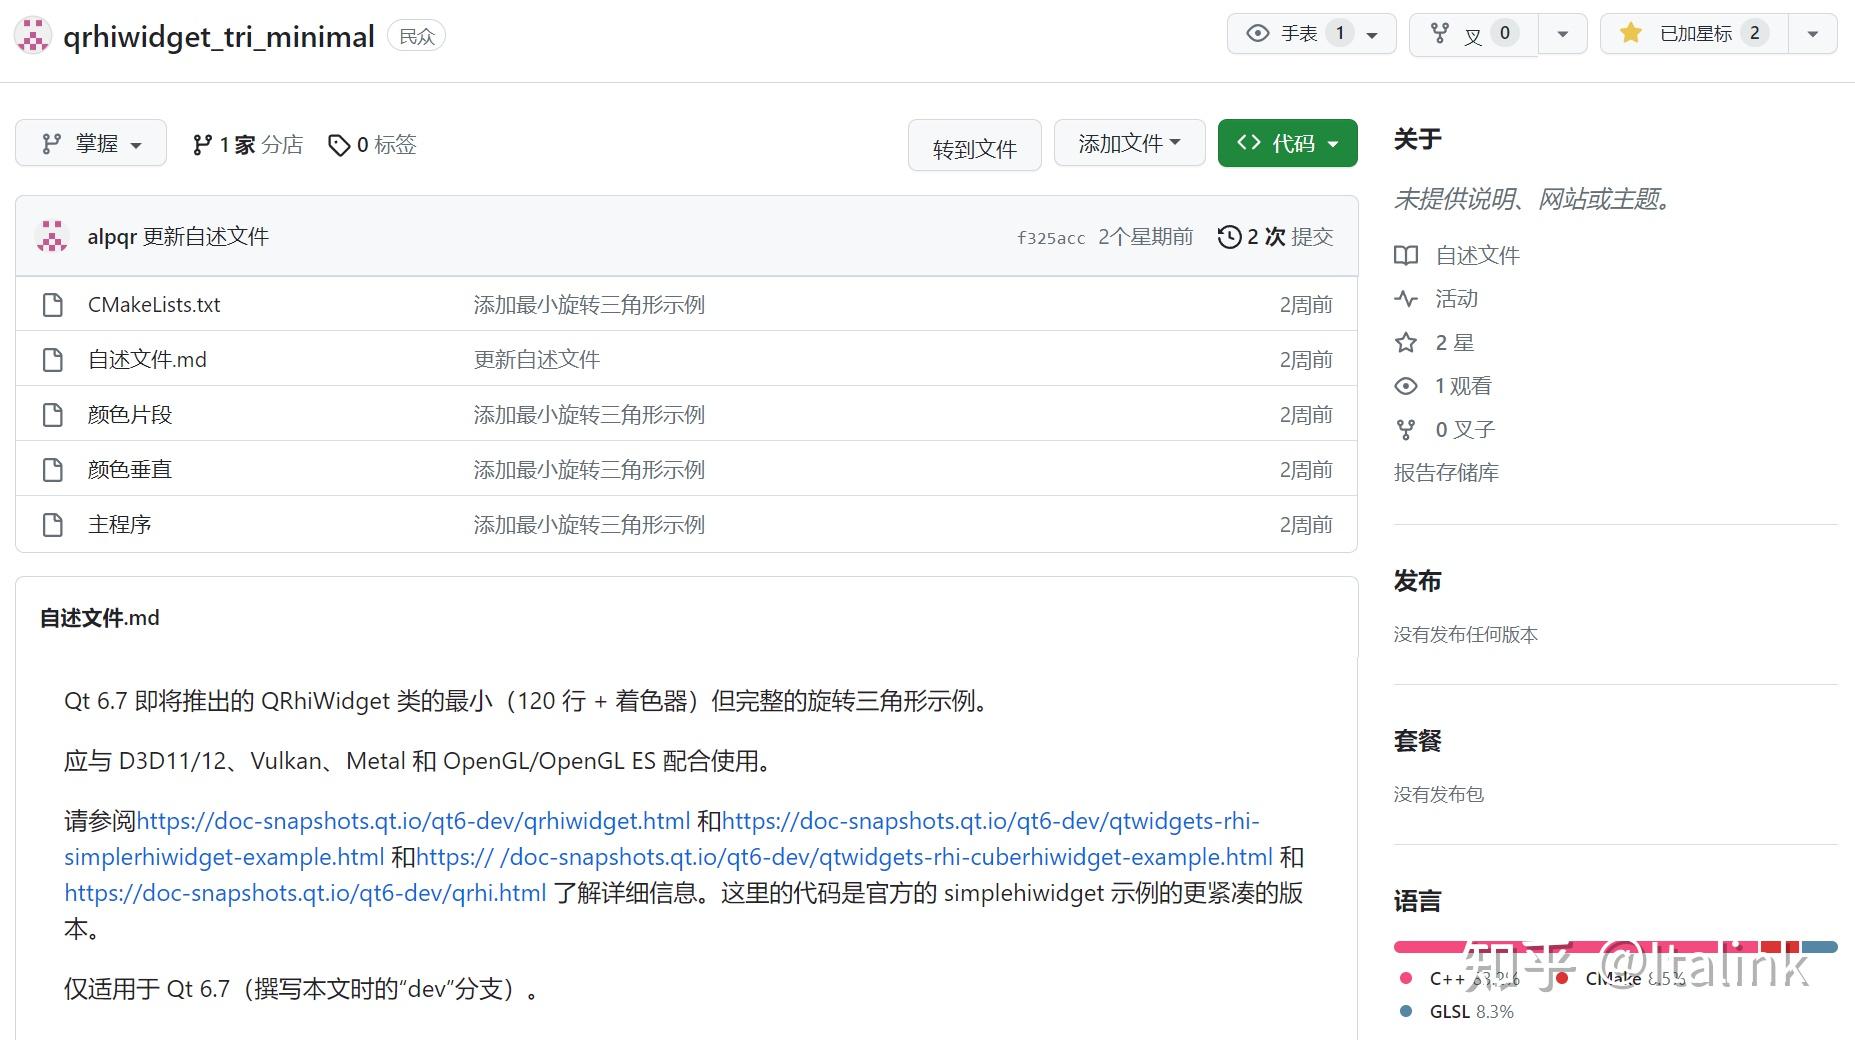 qrhiwidget_tri_minimal 民众
手表 1
叉 0
已加星标 2
掌握
1 家 分店
0 标签
转到文件
添加文件
代码
alpqr 更新自述文件
f325acc 2个星期前
2 次 提交
CMakeLists.txt 添加最小旋转三角形示例 2周前
自述文件.md 更新自述文件 2周前
颜色片段 添加最小旋转三角形示例 2周前
颜色垂直 添加最小旋转三角形示例 2周前
主程序 添加最小旋转三角形示例 2周前
自述文件.md
Qt 6.7 即将推出的 QRhiWidget 类的最小（120 行 + 着色器）但完整的旋转三角形示例。
应与 D3D11/12、Vulkan、Metal 和 OpenGL/OpenGL ES 配合使用。
请参阅https://doc-snapshots.qt.io/qt6-dev/qrhiwidget.html 和https://doc-snapshots.qt.io/qt6-dev/qtwidgets-rhi-
simplerhiwidget-example.html 和https:// /doc-snapshots.qt.io/qt6-dev/qtwidgets-rhi-cuberhiwidget-example.html 和
https://doc-snapshots.qt.io/qt6-dev/qrhi.html 了解详细信息。这里的代码是官方的 simplehiwidget 示例的更紧凑的版
本。
仅适用于 Qt 6.7（撰写本文时的“dev”分支）。
关于
未提供说明、网站或主题。
自述文件
活动
2 星
1 观看
0 叉子
报告存储库
发布
没有发布任何版本
套餐
没有发布包
语言
C++ 83.2% CMake 8.5%
GLSL 8.3%
知乎 @Italink